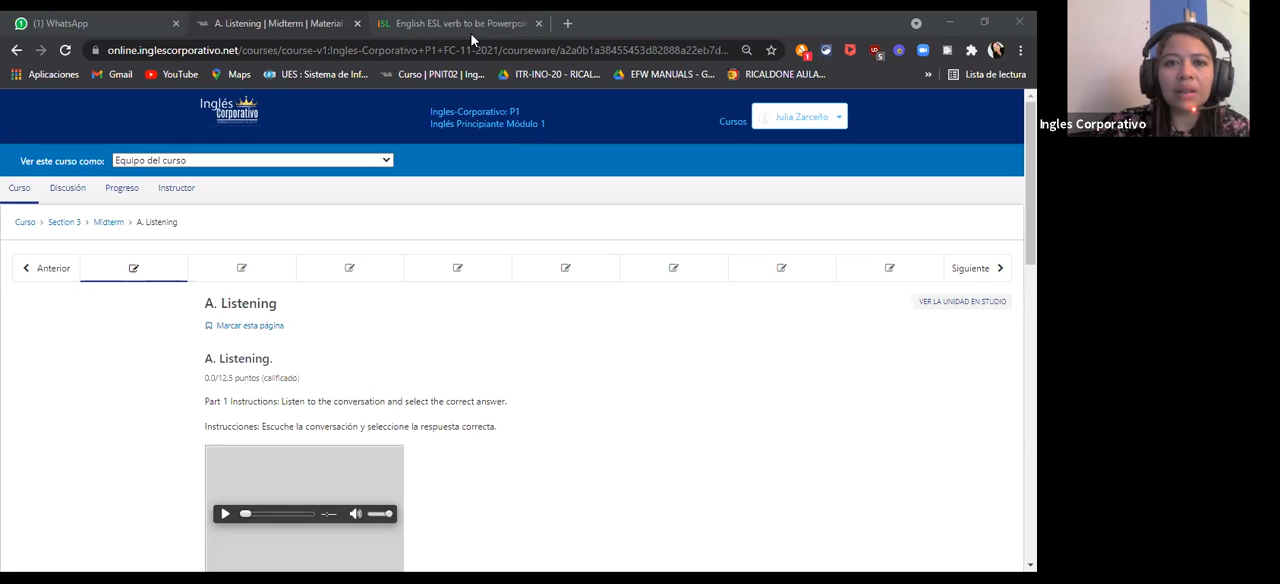 (1) WhatsApp
A. Listening | Midterm | Material
English ESL verb to be Powerpoi
online.inglescorporativo.net/courses/course-v1:Ingles-Corporativo+P1+FC-11-2021/courseware/a2a0b1a38455453d82888a22eb7d...
Aplicaciones
Gmail
YouTube
Maps
UES : Sistema de Inf...
Curso | PNIT02 | Ing...
ITR-INO-20 - RICAL...
EFW MANUALS - G...
RICALDONE AULA...
»
Lista de lectura
Inglés
Corporativo
Ingles-Corporativo: P1
Inglés Principiante Módulo 1
Cursos
Julia Zarceño
Ingles Corporativo
Ver este curso como:
Equipo del curso
Curso
Discusión
Progreso
Instructor
Curso > Section 3 > Midterm > A. Listening
Anterior
Siguiente
A. Listening
VER LA UNIDAD EN STUDIO
Marcar esta página
A. Listening.
0.0/12.5 puntos (calificado)
Part 1 Instructions: Listen to the conversation and select the correct answer.
Instrucciones: Escuche la conversación y seleccione la respuesta correcta.
-:--